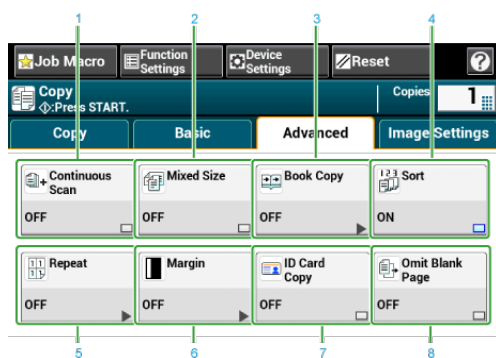 1 2 3 4
Job Macro Function Settings Device Settings Reset ?
Copy Copies 1
:Press START.
Copy Basic Advanced Image Settings
Continuous Scan Mixed Size Book Copy 123 Sort
OFF OFF OFF ON
Repeat Margin ID Card Copy Omit Blank Page
OFF OFF OFF OFF
5 6 7 8